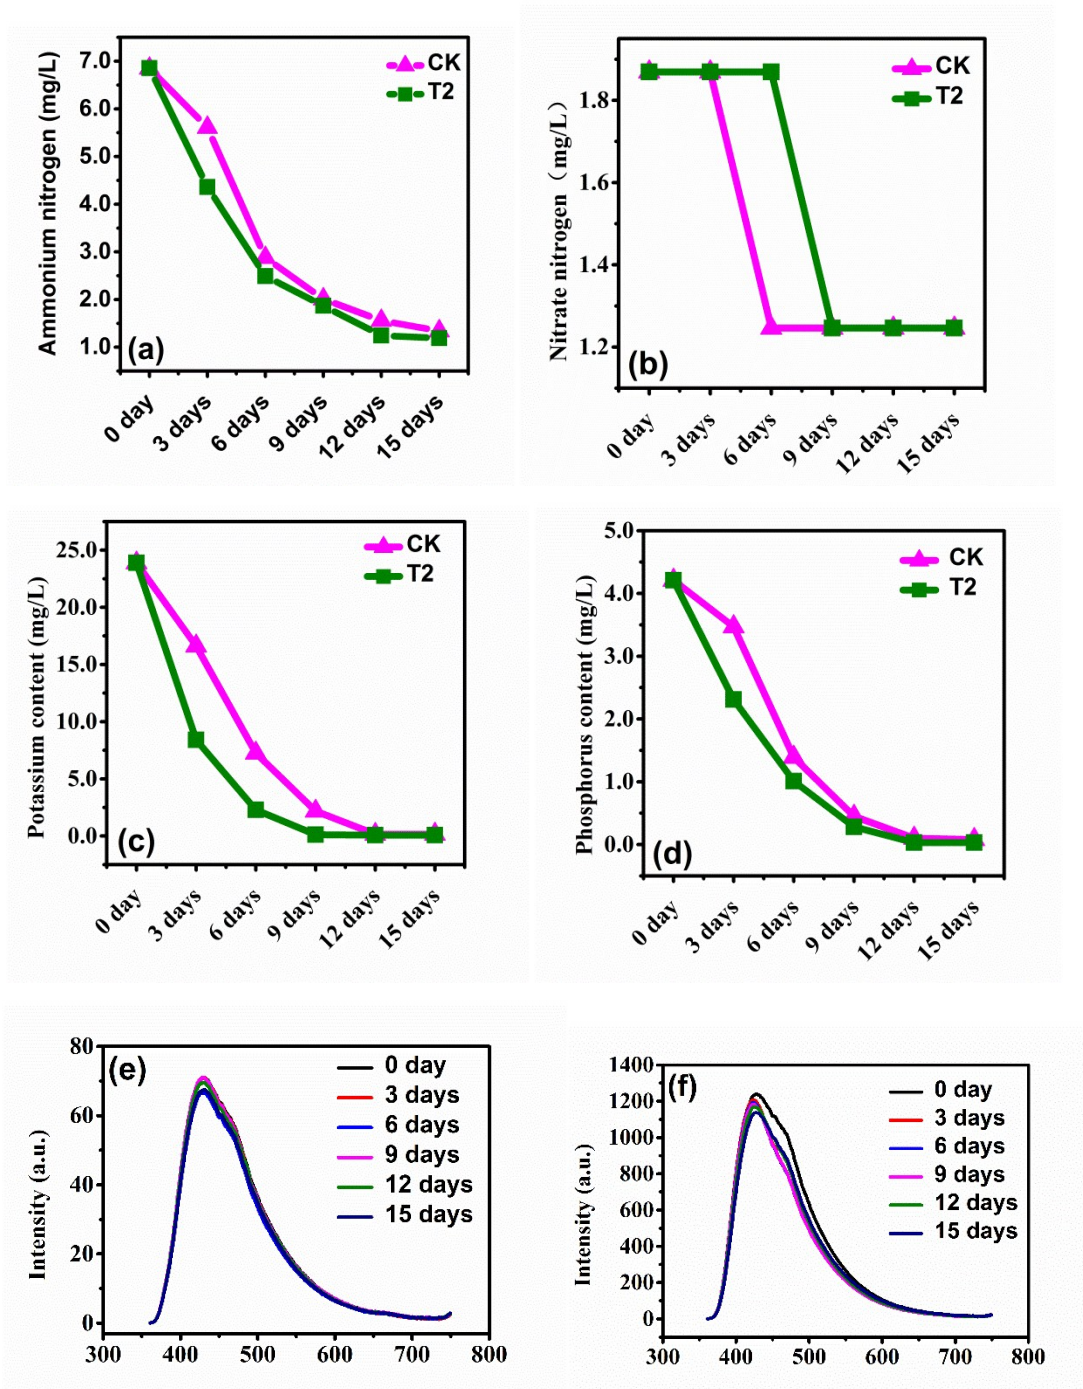 Ammonium nitrogen (mg/L)
7.0
6.0
5.0
4.0
3.0
2.0
1.0
CK
T2
(a)
0 day
3 days
6 days
9 days
12 days
15 days
Nitrate nitrogen (mg/L)
1.8
1.6
1.4
1.2
CK
T2
(b)
0 day
3 days
6 days
9 days
12 days
15 days
Potassium content (mg/L)
25.0
20.0
15.0
10.0
5.0
0.0
CK
T2
(c)
0 day
3 days
6 days
9 days
12 days
15 days
Phosphorus content (mg/L)
5.0
4.0
3.0
2.0
1.0
0.0
CK
T2
(d)
0 day
3 days
6 days
9 days
12 days
15 days
Intensity (a.u.)
80
60
40
20
0
(e)
0 day
3 days
6 days
9 days
12 days
15 days
300
400
500
600
700
800
Intensity (a.u.)
1400
1200
1000
800
600
400
200
0
(f)
0 day
3 days
6 days
9 days
12 days
15 days
300
400
500
600
700
800